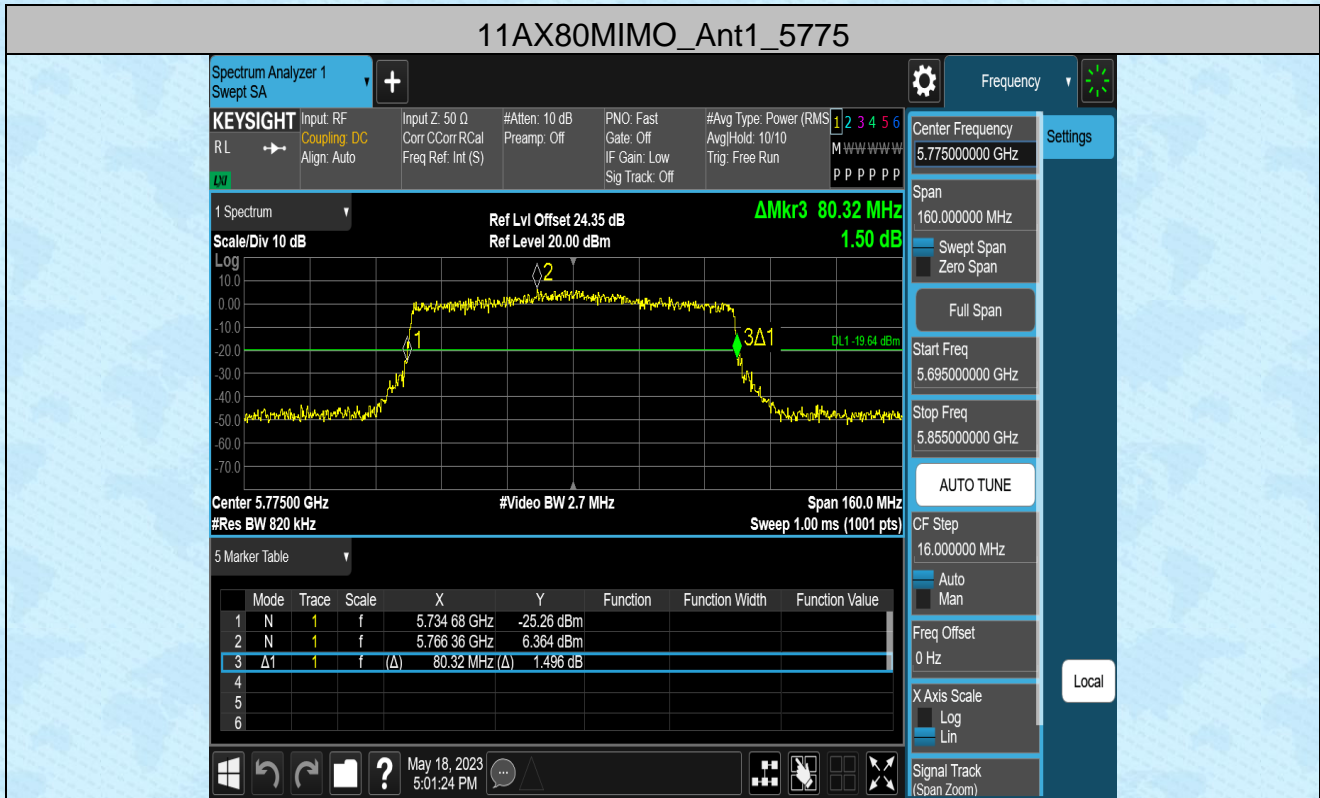 11AX80MIMO_Ant1_5775
Spectrum Analyzer 1
Swept SA
+
Frequency
KEYSIGHT
RL
LXI
Input: RF
Coupling: DC
Align: Auto
Input Z: 50 Ω
Corr CCorr RCal
Freq Ref: Int (S)
#Atten: 10 dB
Preamp: Off
PNO: Fast
Gate: Off
IF Gain: Low
Sig Track: Off
#Avg Type: Power (RMS
Avg|Hold: 10/10
Trig: Free Run
1 2 3 4 5 6
M W W W W W
P P P P P P
Center Frequency
5.775000000 GHz
Settings
Span
160.000000 MHz
Swept Span
Zero Span
Full Span
Start Freq
5.695000000 GHz
Stop Freq
5.855000000 GHz
AUTO TUNE
CF Step
16.000000 MHz
Auto
Man
Freq Offset
0 Hz
X Axis Scale
Log
Lin
Signal Track
(Span Zoom)
Local
1 Spectrum
Scale/Div 10 dB
Ref Lvl Offset 24.35 dB
Ref Level 20.00 dBm
ΔMkr3 80.32 MHz
1.50 dB
Log
10.0
0.00
-10.0
-20.0
-30.0
-40.0
-50.0
-60.0
-70.0
2
1
3Δ1
DL1 -19.64 dBm
Center 5.77500 GHz
#Video BW 2.7 MHz
Span 160.0 MHz
#Res BW 820 kHz
Sweep 1.00 ms (1001 pts)
5 Marker Table
Mode Trace Scale X Y Function Function Width Function Value
1 N 1 f 5.734 68 GHz -25.26 dBm
2 N 1 f 5.766 36 GHz 6.364 dBm
3 Δ1 1 f (Δ) 80.32 MHz (Δ) 1.496 dB
4
5
6
?
May 18, 2023
5:01:24 PM